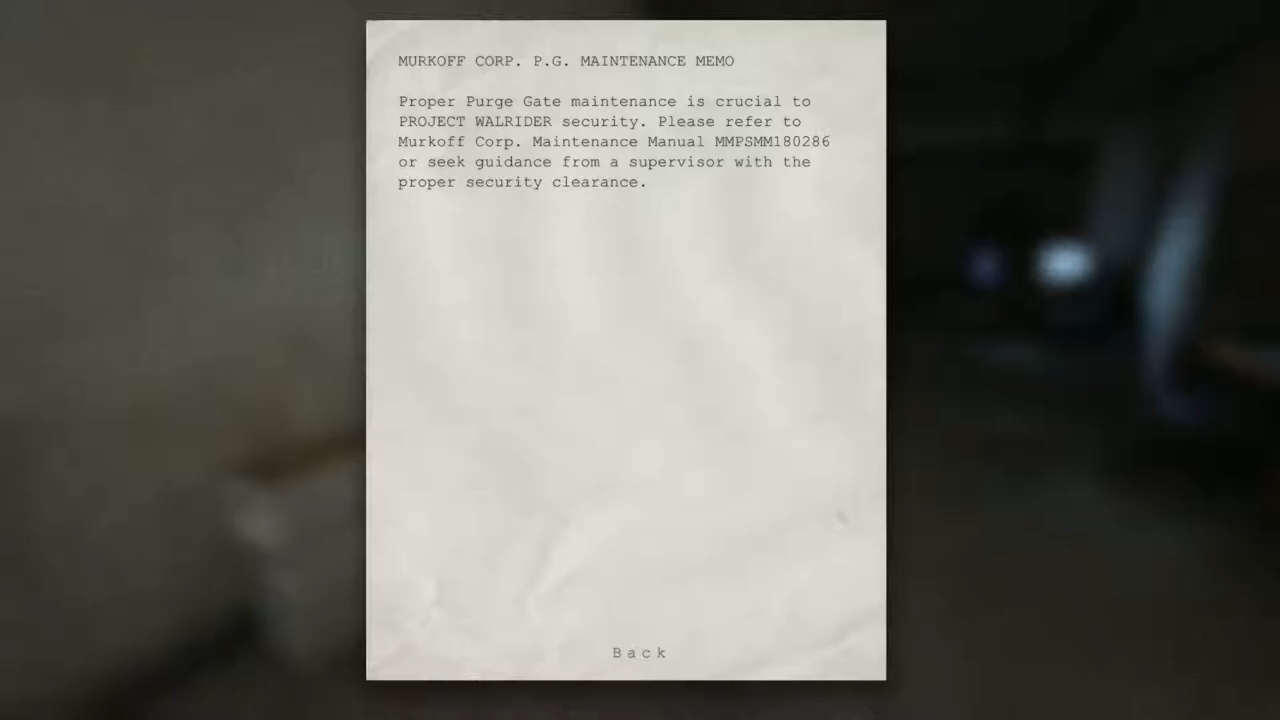 MURKOFF CORP. P.G. MAINTENANCE MEMO
Proper Purge Gate maintenance is crucial to
PROJECT WALRIDER security. Please refer to
Murkoff Corp. Maintenance Manual MMPSMM180286
or seek guidance from a supervisor with the
proper security clearance.
Back